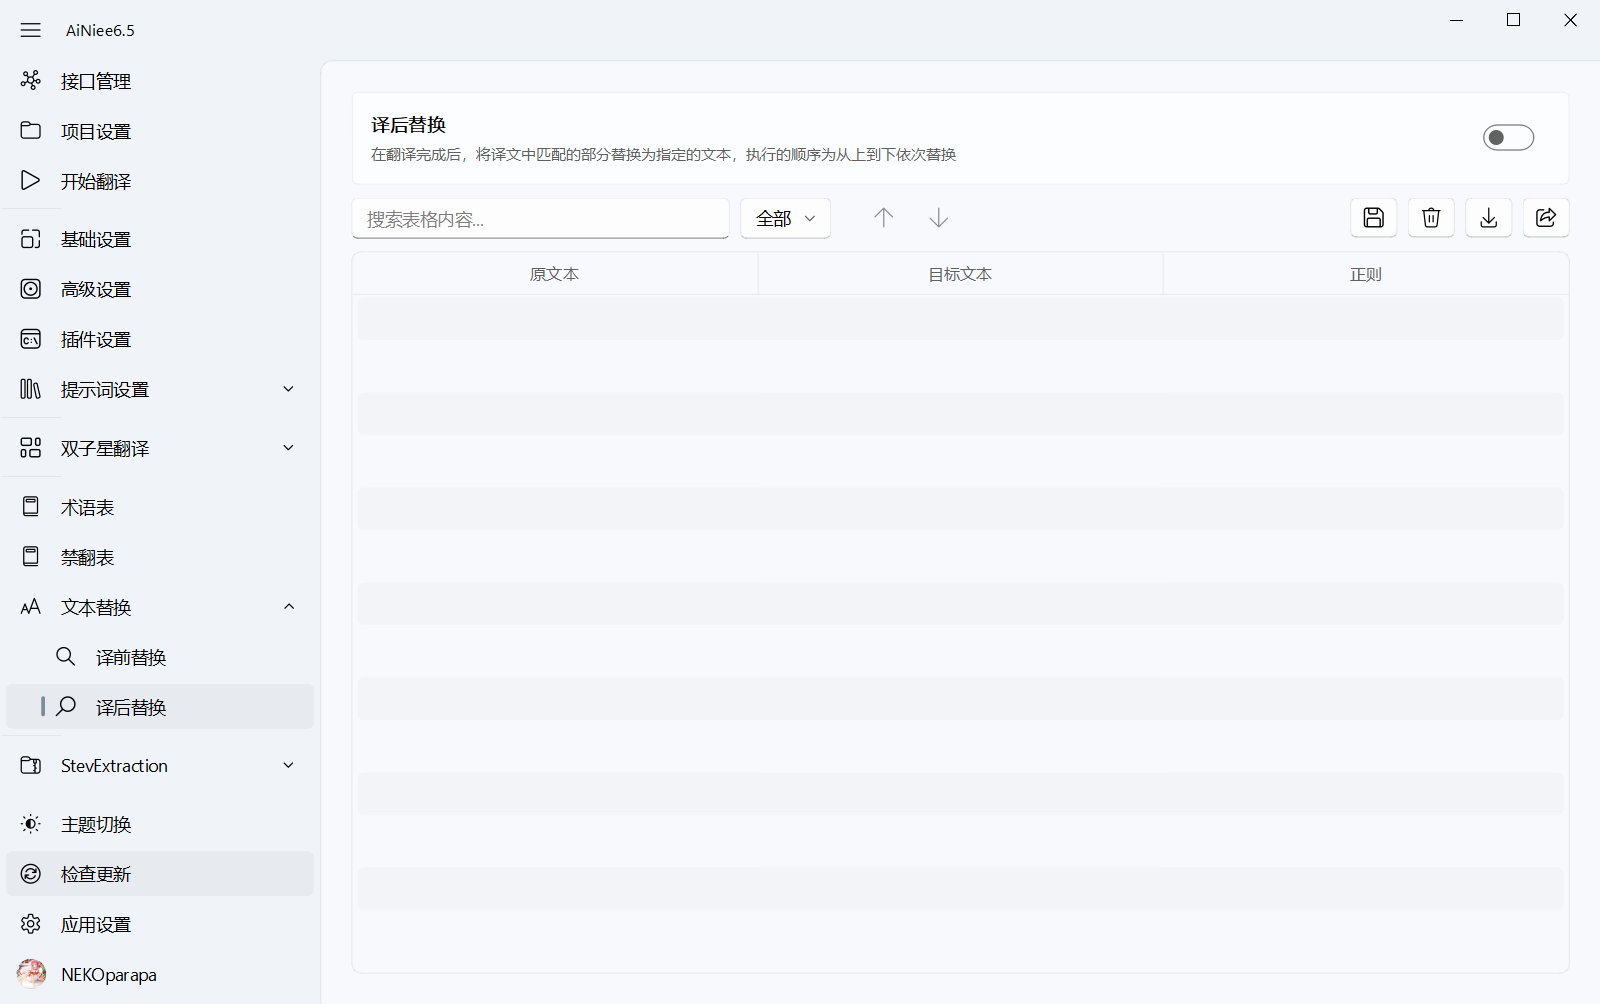 AiNiee6.5
接口管理
项目设置
开始翻译
基础设置
高级设置
C:\
插件设置
提示词设置
双子星翻译
术语表
禁翻表
文本替换
译前替换
译后替换
StevExtraction
主题切换
检查更新
应用设置
NEKOparapa
译后替换
在翻译完成后，将译文中匹配的部分替换为指定的文本，执行的顺序为从上到下依次替换
搜索表格内容...
全部
原文本 目标文本 正则